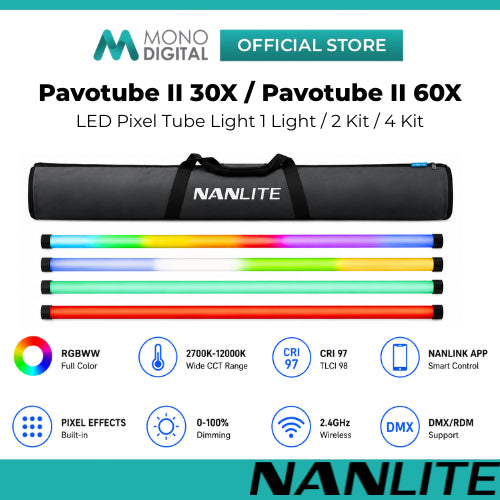 MONO
DIGITAL
OFFICIAL STORE
Pavotube II 30X / Pavotube II 60X
LED Pixel Tube Light 1 Light / 2 Kit / 4 Kit
NANLITE
RGBWW
Full Color
2700K-12000K
Wide CCT Range
CRI
97
CRI 97
TLCI 98
NANLINK APP
Smart Control
PIXEL EFFECTS
Built-in
0-100%
Dimming
2.4GHz
Wireless
DMX
DMX/RDM
Support
NANLITE